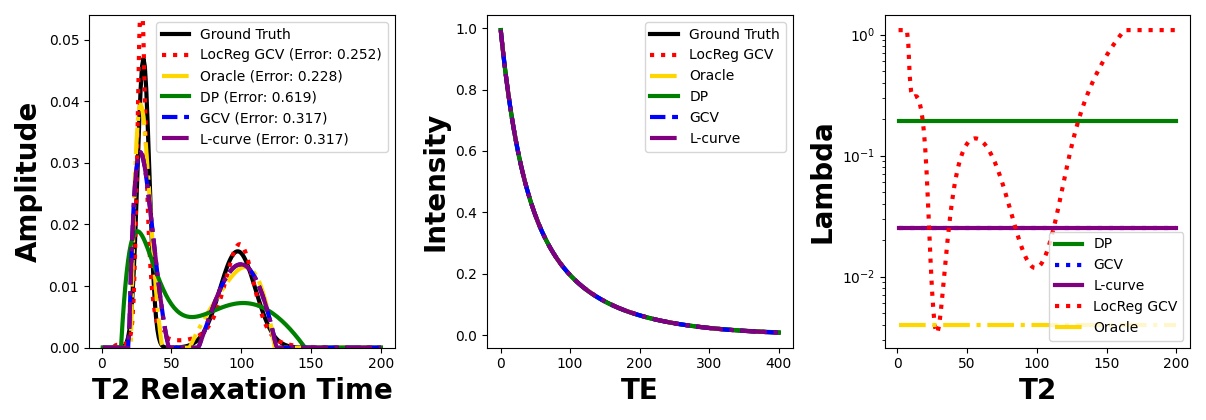 Amplitude
0.05
0.04
0.03
0.02
0.01
0.00
0
50
100
150
200
T2 Relaxation Time
Ground Truth
LocReg GCV (Error: 0.252)
Oracle (Error: 0.228)
DP (Error: 0.619)
GCV (Error: 0.317)
L-curve (Error: 0.317)
Intensity
1.0
0.8
0.6
0.4
0.2
0.0
0
100
200
300
400
TE
Ground Truth
LocReg GCV
Oracle
DP
GCV
L-curve
Lambda
10⁰
10⁻¹
10⁻²
0
50
100
150
200
T2
DP
GCV
L-curve
LocReg GCV
Oracle